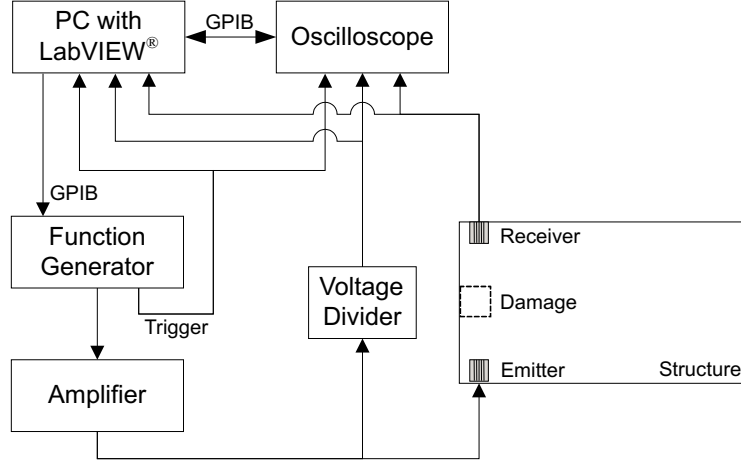 PC with
LabVIEW®
GPIB
Oscilloscope
GPIB
Function
Generator
Trigger
Voltage
Divider
Receiver
Damage
Emitter
Structure
Amplifier